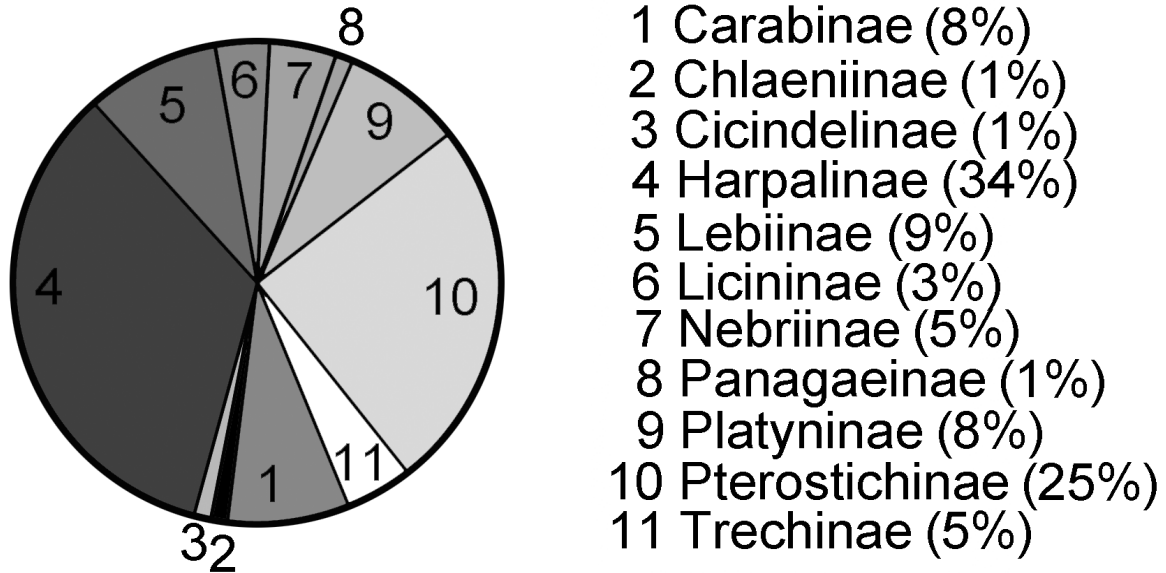 8
6
7
5
9
4
10
11
1
3
2
1 Carabinae (8%)
2 Chlaeniinae (1%)
3 Cicindelinae (1%)
4 Harpalinae (34%)
5 Lebiinae (9%)
6 Licininae (3%)
7 Nebriinae (5%)
8 Panagaeinae (1%)
9 Platyninae (8%)
10 Pterostichinae (25%)
11 Trechinae (5%)